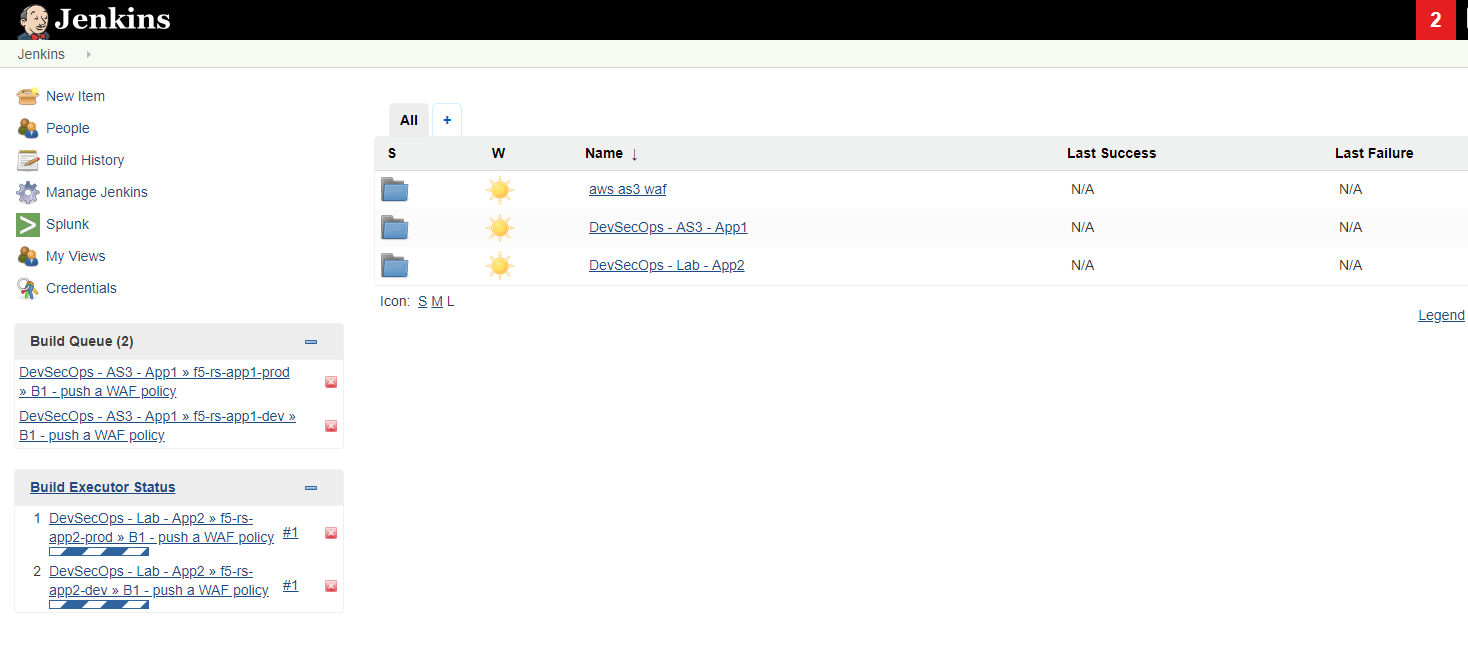 Jenkins
2
Jenkins
New Item
People
Build History
Manage Jenkins
Splunk
My Views
Credentials
Build Queue (2)
DevSecOps - AS3 - App1 » f5-rs-app1-prod
» B1 - push a WAF policy
DevSecOps - AS3 - App1 » f5-rs-app1-dev »
B1 - push a WAF policy
Build Executor Status
1 DevSecOps - Lab - App2 » f5-rs-
app2-prod » B1 - push a WAF policy #1
2 DevSecOps - Lab - App2 » f5-rs-
app2-dev » B1 - push a WAF policy #1
All +
S W Name ↓ Last Success Last Failure
aws as3 waf N/A N/A
DevSecOps - AS3 - App1 N/A N/A
DevSecOps - Lab - App2 N/A N/A
Icon: S M L
Legend